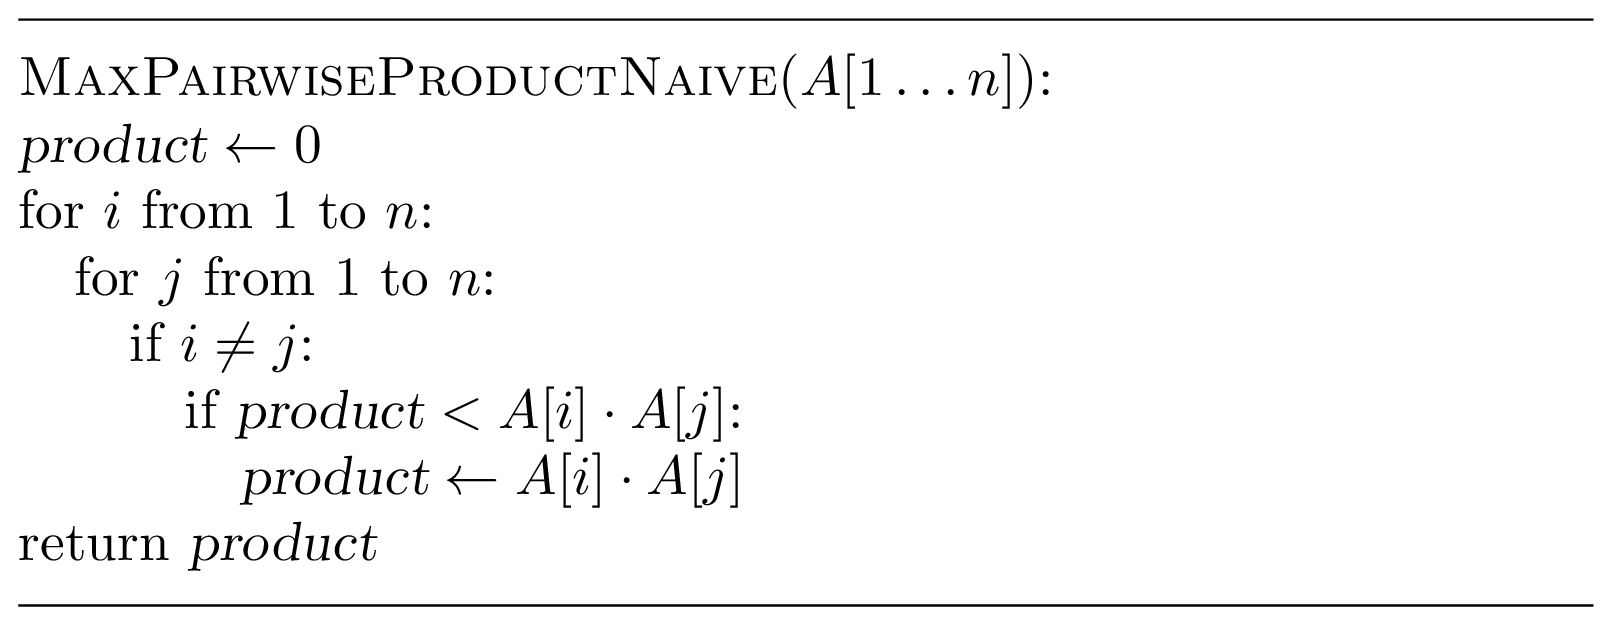 MaxPairwiseProductNaive(A[1 … n]):
product ← 0
for i from 1 to n:
for j from 1 to n:
if i ≠ j:
if product < A[i] · A[j]:
product ← A[i] · A[j]
return product